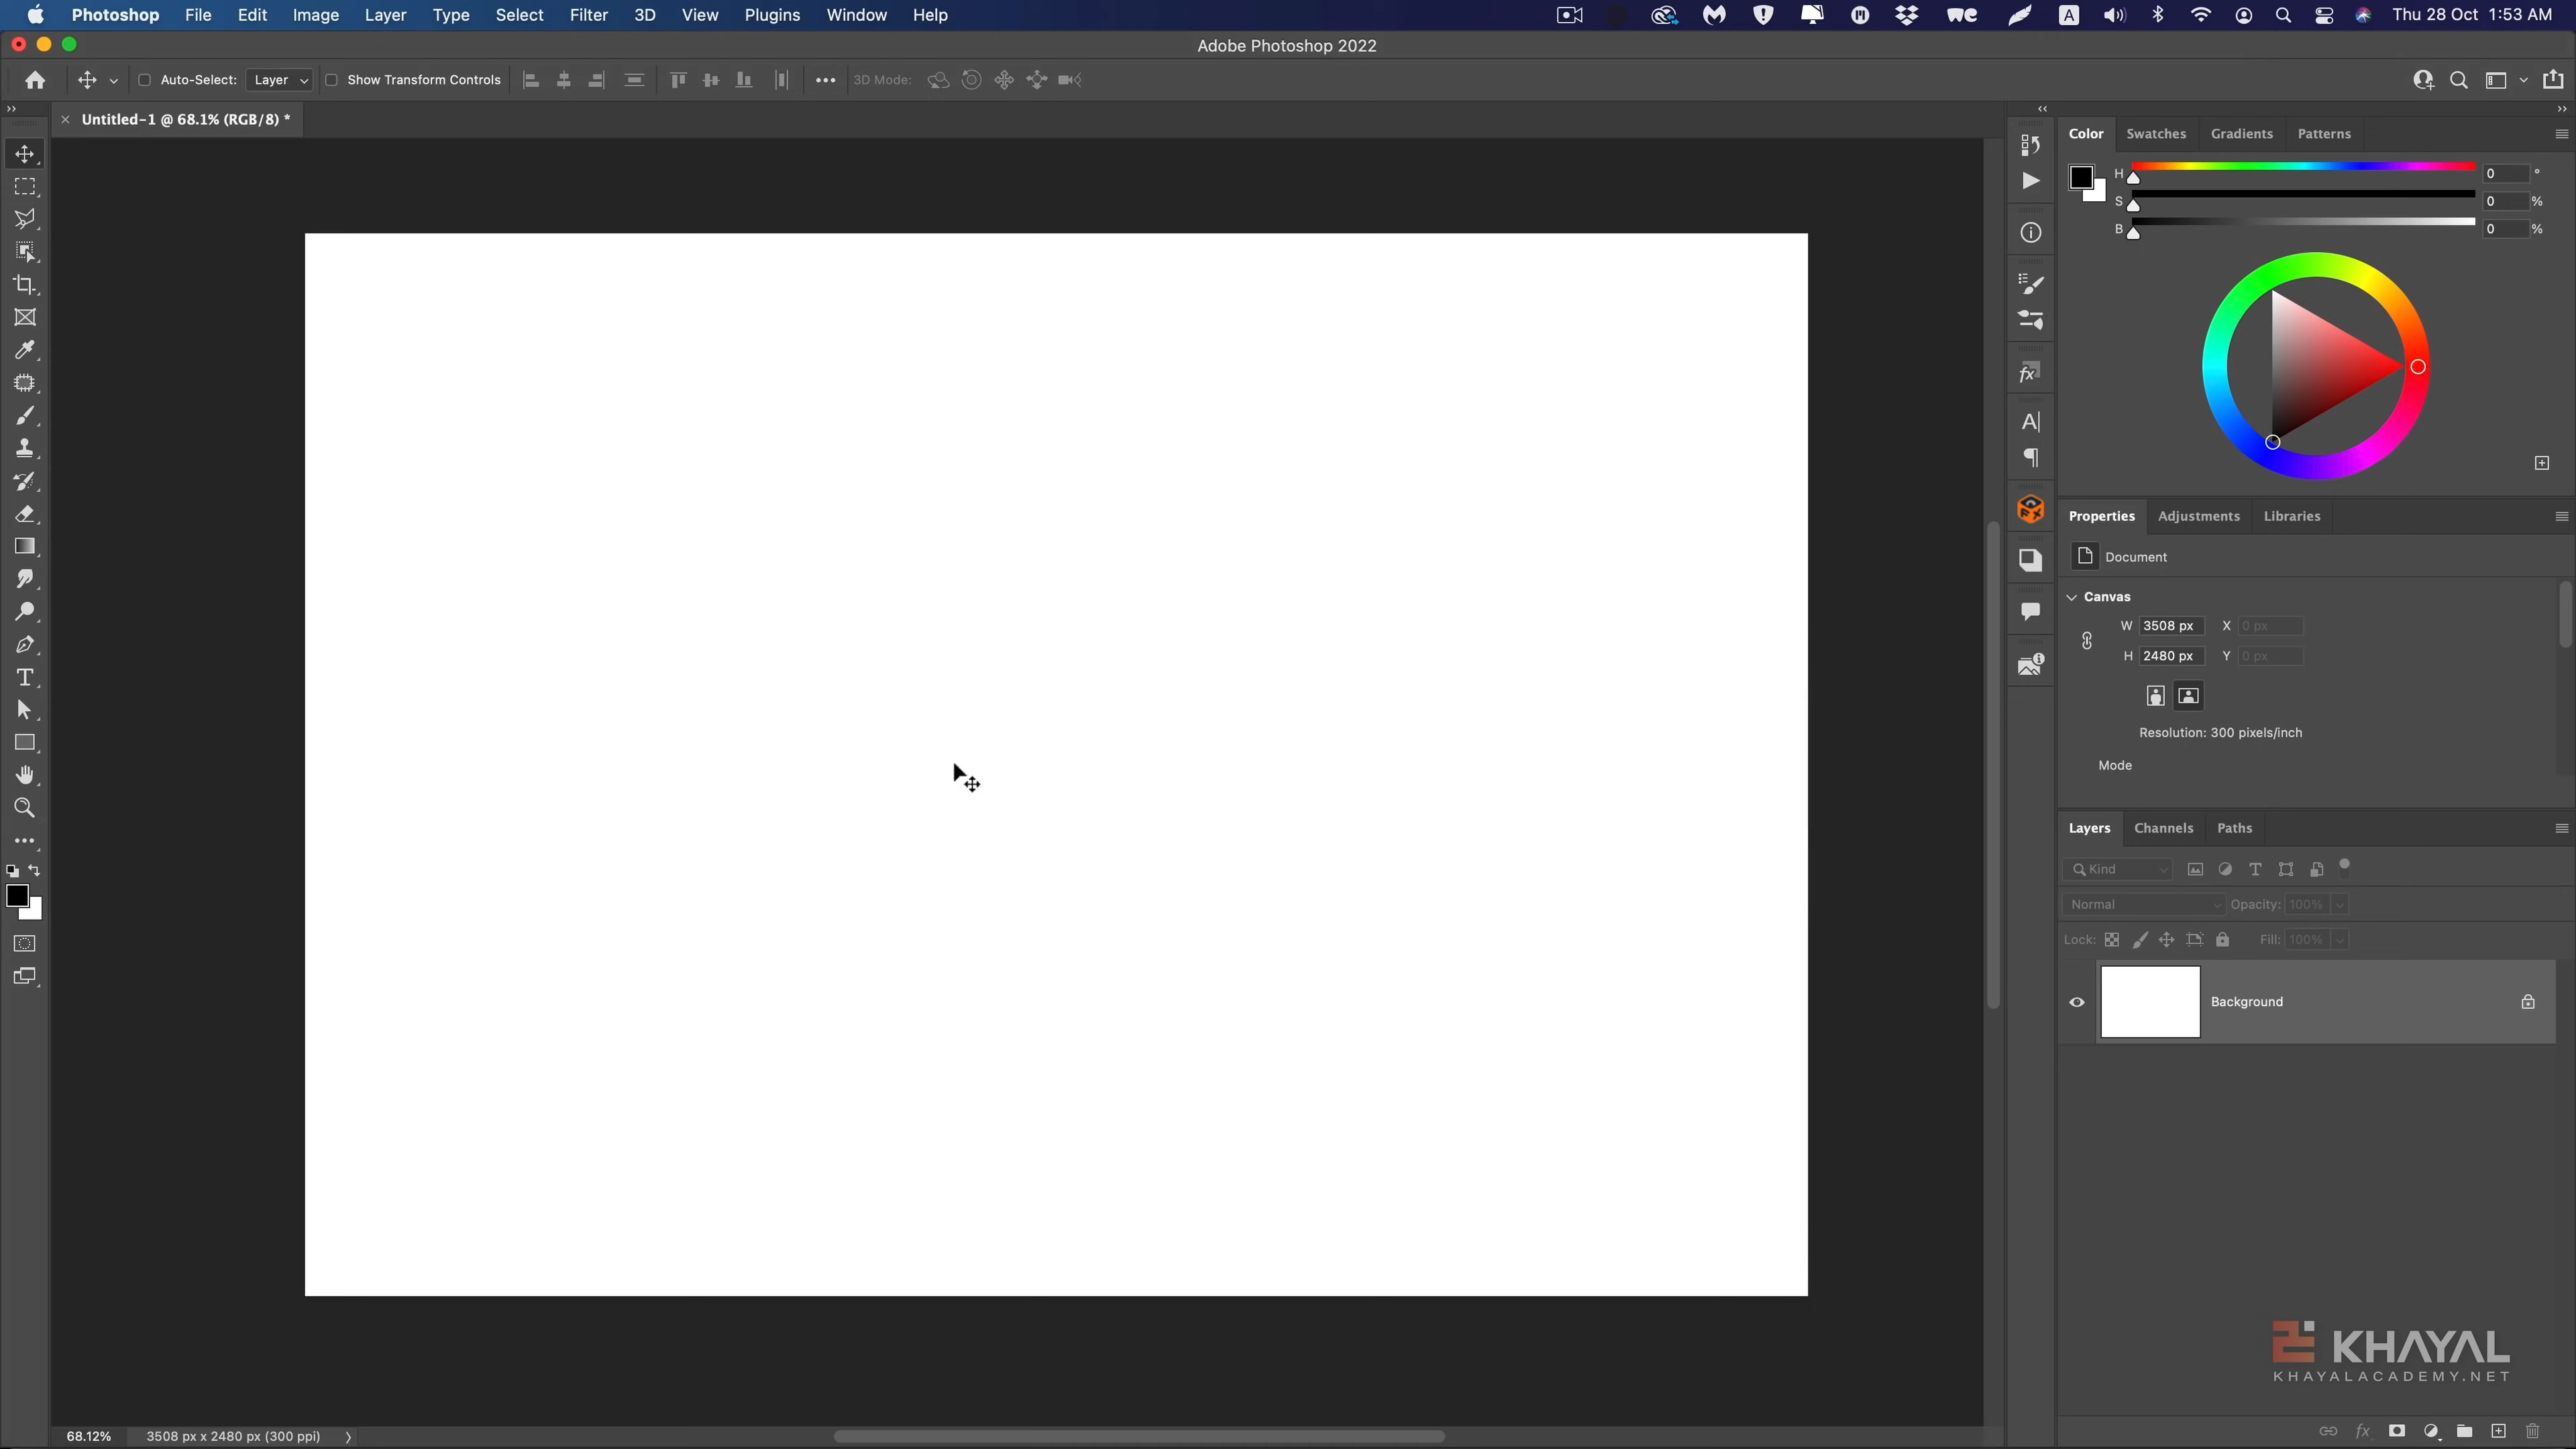 Photoshop File Edit Image Layer Type Select Filter 3D View Plugins Window Help Thu 28 Oct 1:53 AM
Adobe Photoshop 2022
Auto-Select: Layer Show Transform Controls 3D Mode:
Untitled-1 @ 68.1% (RGB/8) *
Color Swatches Gradients Patterns
H 0 °
S 0 %
B 0 %
Properties Adjustments Libraries
Document
Canvas
W 3508 px X 0 px
H 2480 px Y 0 px
Resolution: 300 pixels/inch
Mode
Layers Channels Paths
Kind
Normal Opacity: 100%
Lock: Fill: 100%
Background
KHAYAL
KHAYALACADEMY.NET
68.12% 3508 px x 2480 px (300 ppi)